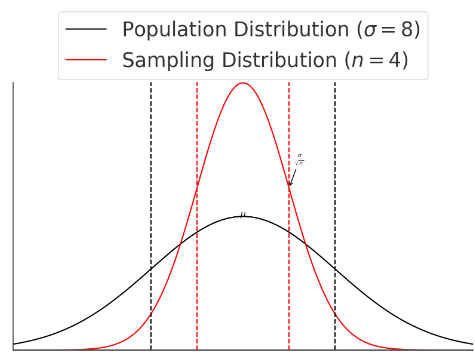 Population Distribution (σ = 8)
Sampling Distribution (n = 4)
σ/√n
μ